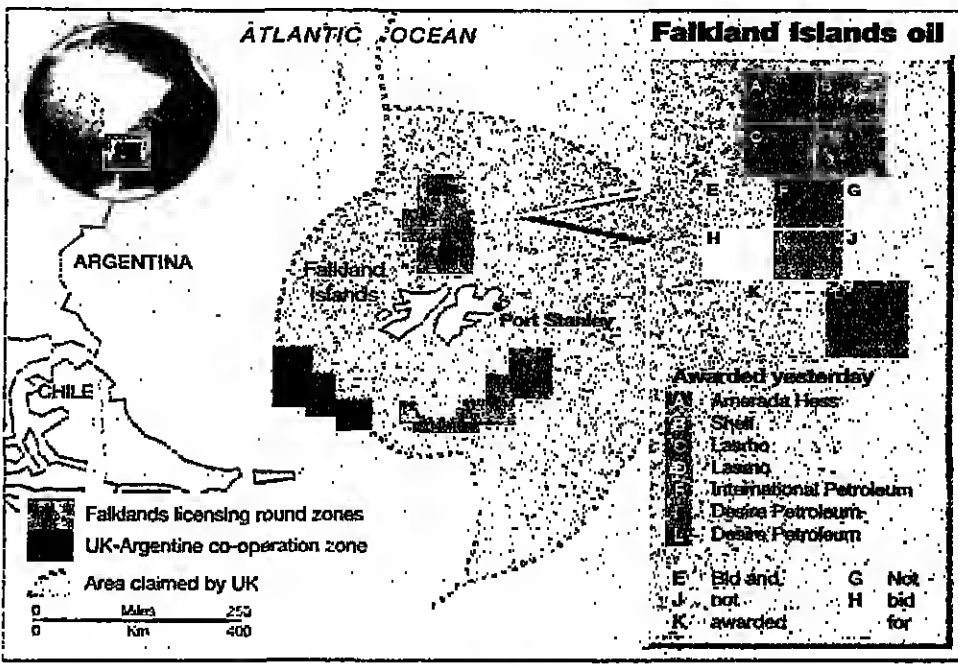 ATLANTIC OCEAN
Falkland Islands oil
A B
C
E F G
H J
K
ARGENTINA
Falkland
Islands
Port Stanley
CHILE
Awarded yesterday
Amerada Hess
B Shell
C Lasmo
D Lasmo
F International Petroleum
Desire Petroleum
L Desire Petroleum
Falklands licensing round zones
UK-Argentine co-operation zone
Area claimed by UK
0 Miles 250
0 Km 400
E Bid and G Not
J not H bid
K awarded for